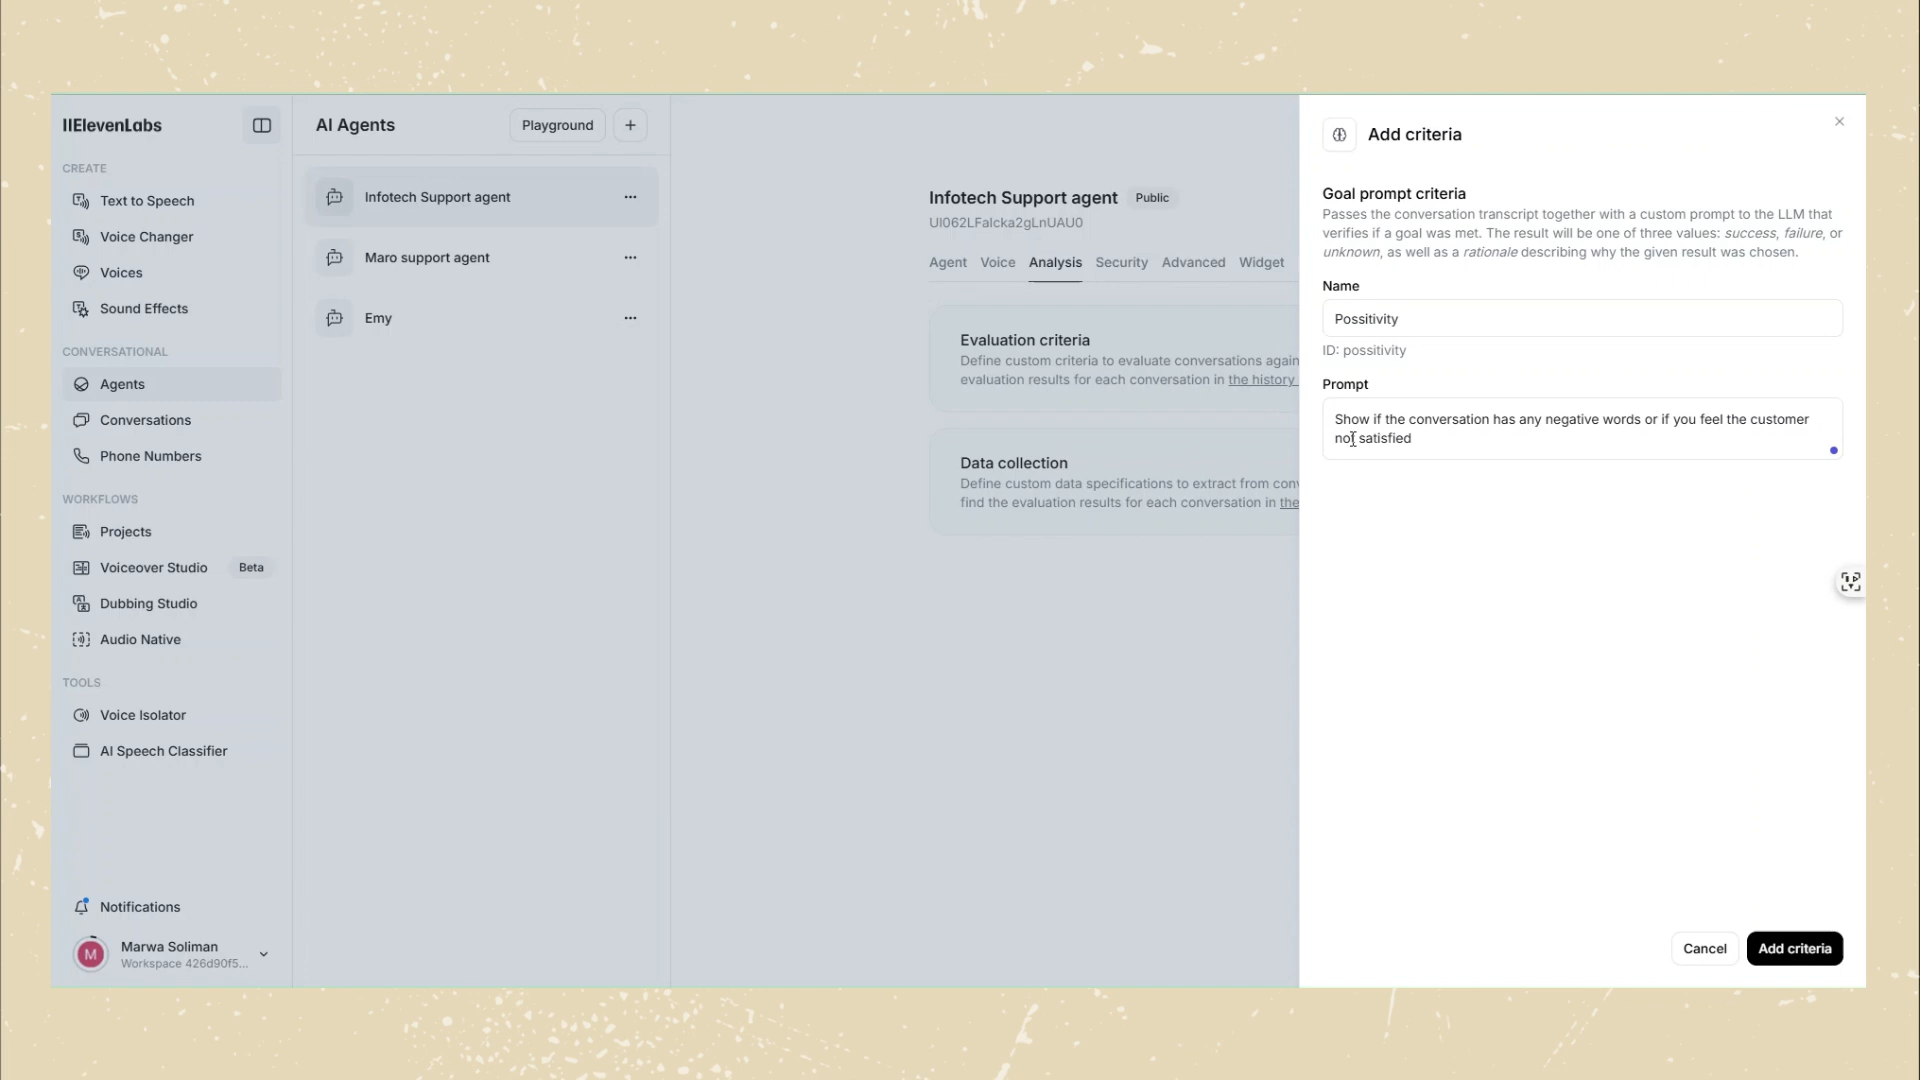 IIElevenLabs
CREATE
Text to Speech
Voice Changer
Voices
Sound Effects
CONVERSATIONAL
Agents
Conversations
Phone Numbers
WORKFLOWS
Projects
Voiceover Studio Beta
Dubbing Studio
Audio Native
TOOLS
Voice Isolator
AI Speech Classifier
Notifications
M
Marwa Soliman
Workspace 426d90f5...
AI Agents Playground +
Infotech Support agent
Maro support agent
Emy
Infotech Support agent Public
Agent Voice Analysis Security Advanced Widget
Evaluation criteria
Define custom criteria to evaluate conversations again
evaluation results for each conversation in the history
Data collection
Define custom data specifications to extract from con
find the evaluation results for each conversation in the
Add criteria
Goal prompt criteria
Passes the conversation transcript together with a custom prompt to the LLM that
verifies if a goal was met. The result will be one of three values: success, failure, or
unknown, as well as a rationale describing why the given result was chosen.
Name
Possitivity
ID: possitivity
Prompt
Show if the conversation has any negative words or if you feel the customer
not satisfied
Cancel Add criteria